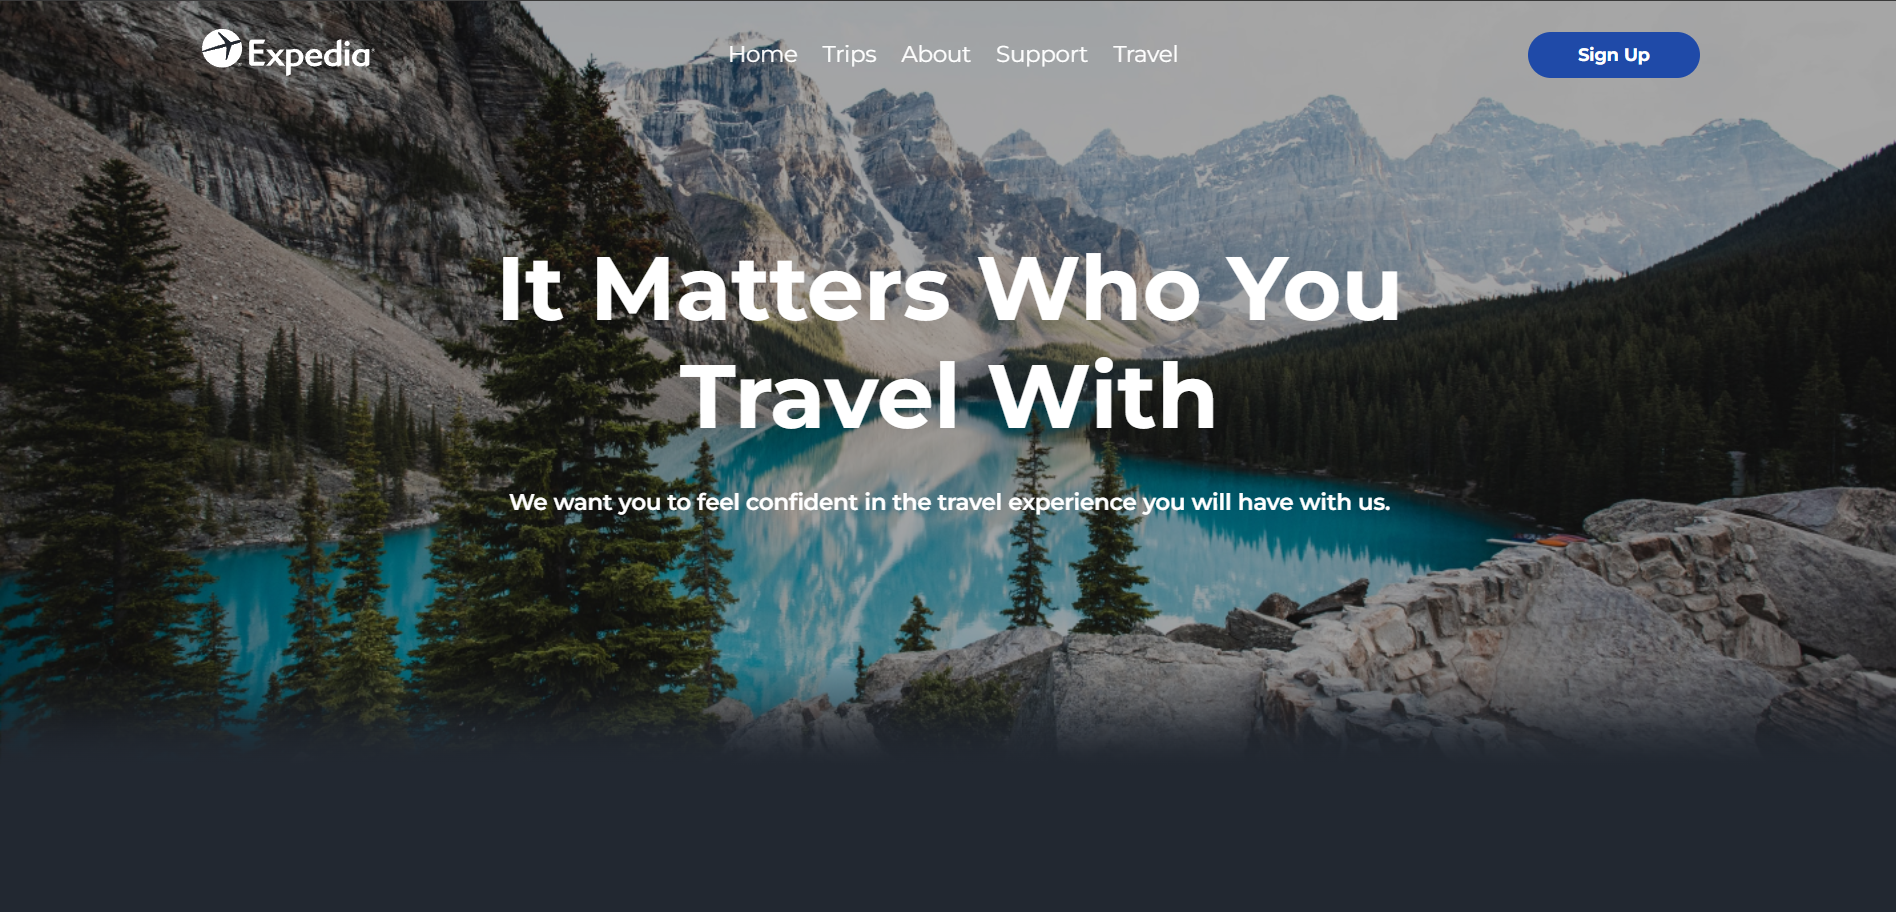 Expedia
Home Trips About Support Travel
Sign Up
It Matters Who You
Travel With
We want you to feel confident in the travel experience you will have with us.